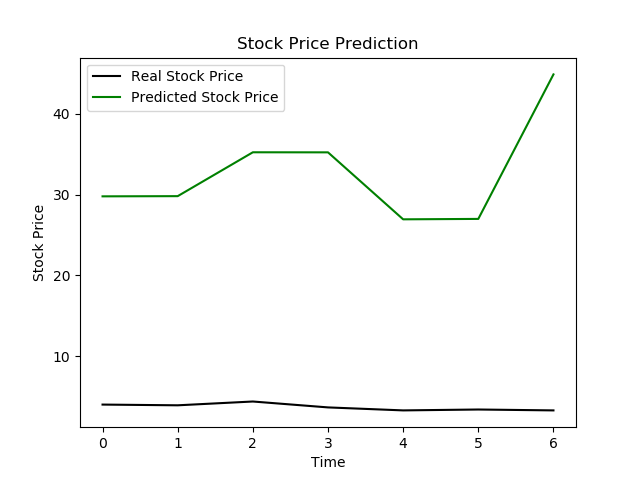 Stock Price Prediction
Real Stock Price
Predicted Stock Price
40
30
20
10
Stock Price
0 1 2 3 4 5 6
Time